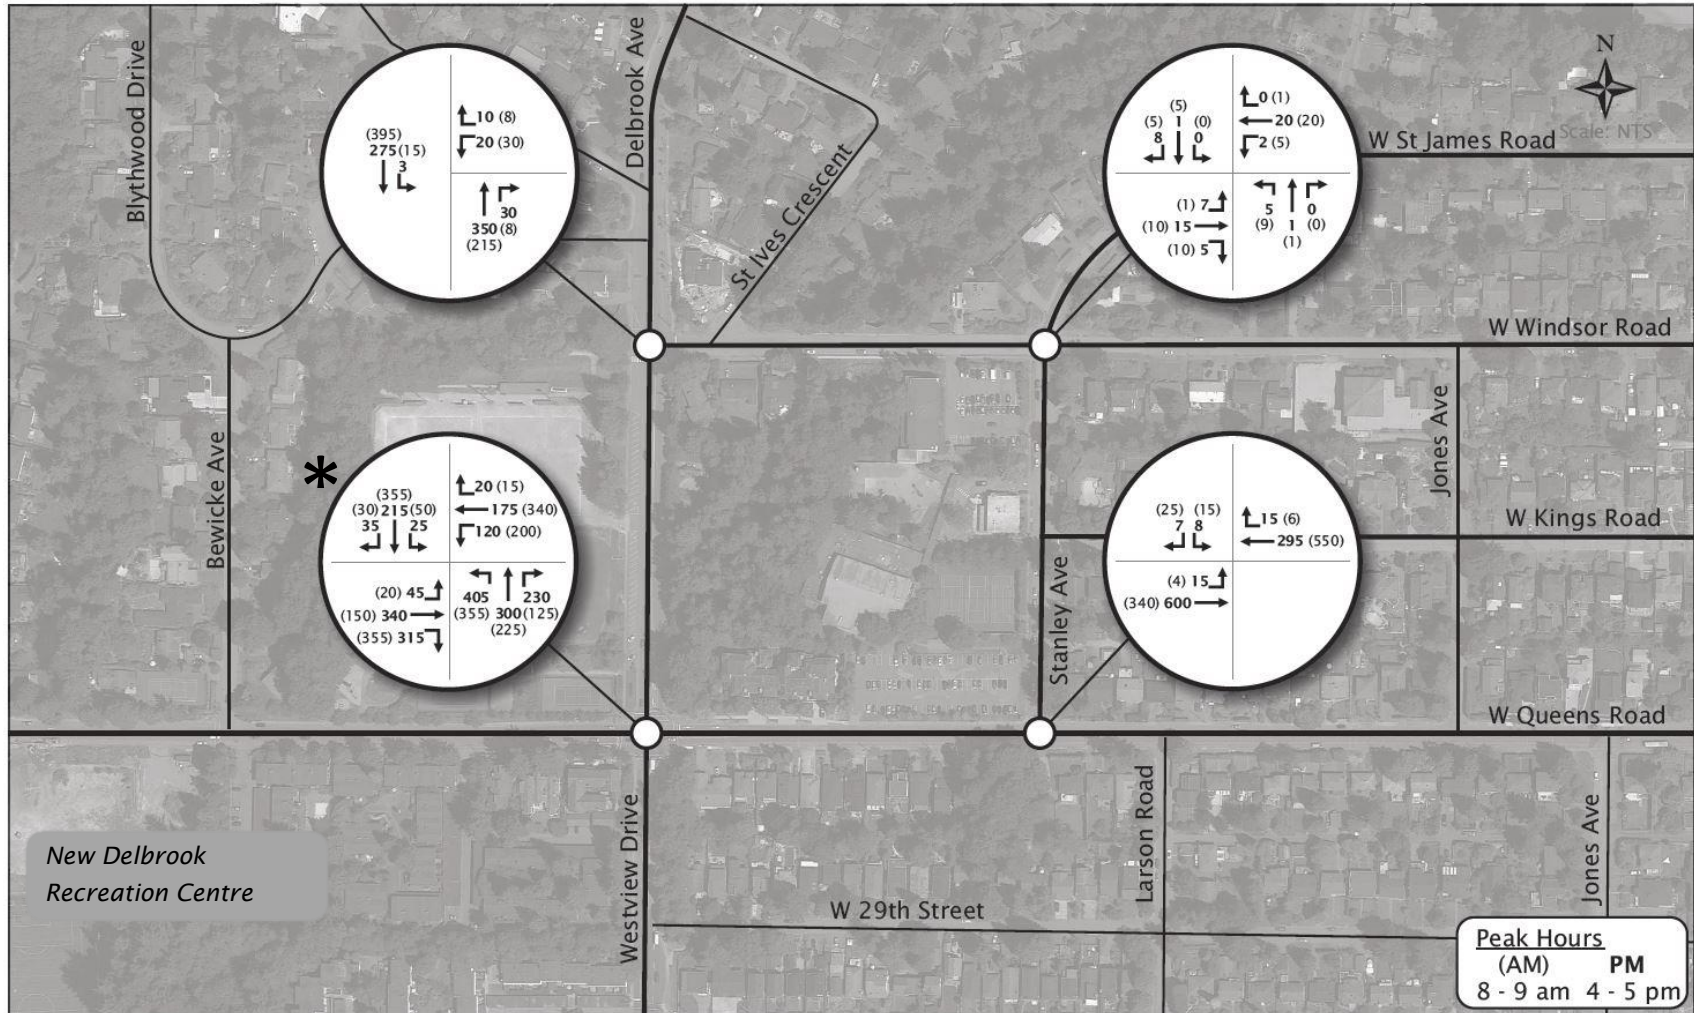 Blythwood Drive
Delbrook Ave
St Ives Crescent
N
Scale: NTS
W St James Road
W Windsor Road
Jones Ave
W Kings Road
Bewicke Ave
Stanley Ave
W Queens Road
Westview Drive
Larson Road
Jones Ave
W 29th Street
New Delbrook
Recreation Centre
(395)
275 (15)
3
10 (8)
20 (30)
30
350 (8)
(215)
(5)
(5) 1 (0)
8 0
0 (1)
20 (20)
2 (5)
(1) 7
(10) 15
(10) 5
5 0
(9) 1 (0)
(1)
*
(355)
(30) 215 (50)
35 25
20 (15)
175 (340)
120 (200)
(20) 45
(150) 340
(355) 315
405 230
(355) 300 (125)
(225)
(25) (15)
7 8
15 (6)
295 (550)
(4) 15
(340) 600
Peak Hours
(AM) PM
8 - 9 am 4 - 5 pm